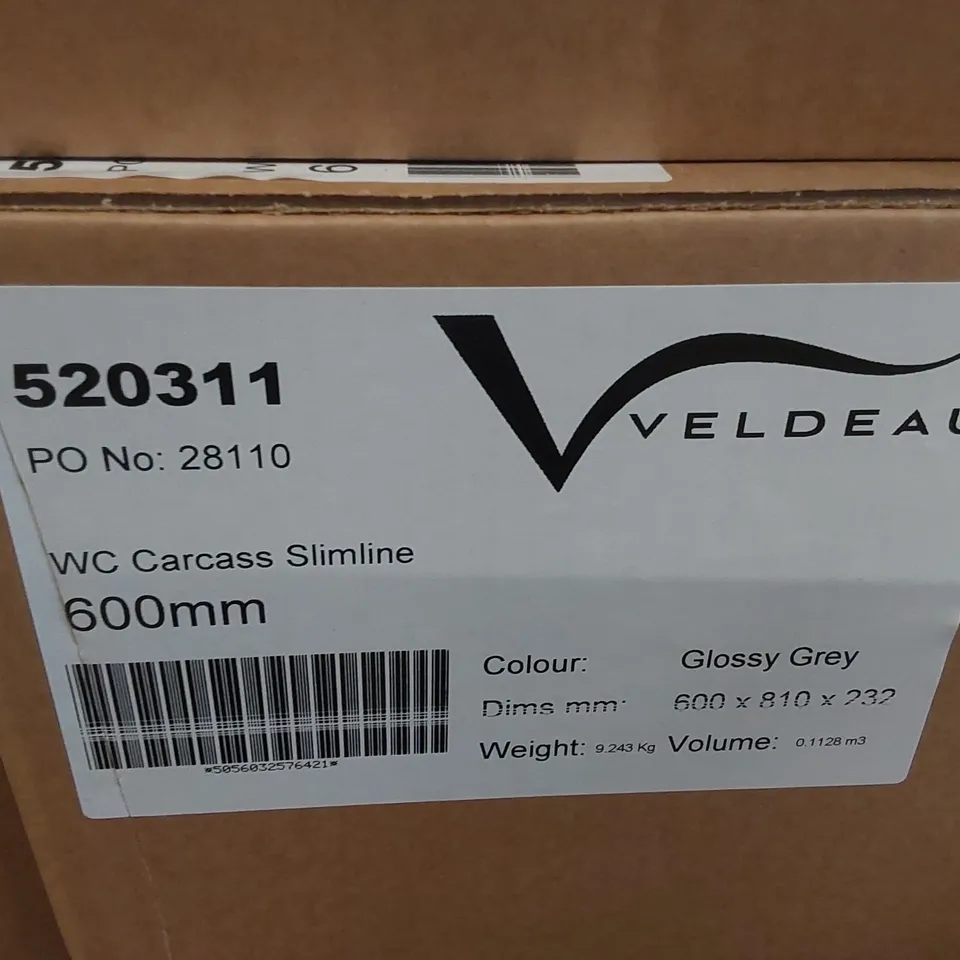 520311
VELDEAU
PO No: 28110
WC Carcass Slimline
600mm
Colour: Glossy Grey
Dims mm: 600 x 810 x 232
Weight: 9.243 Kg Volume: 0.1128 m3
*5056032576421*